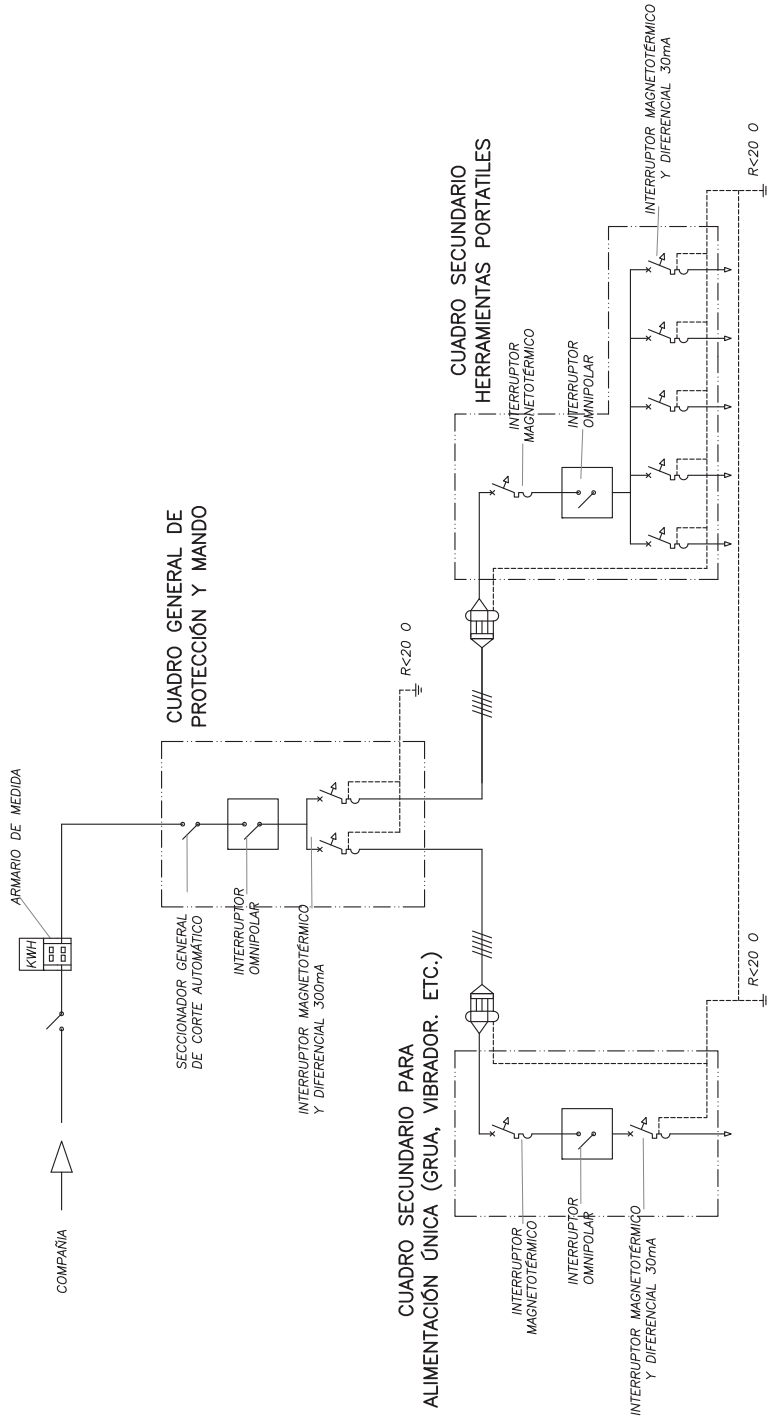 COMPAÑIA
KWH
ARMARIO DE MEDIDA
CUADRO GENERAL DE
PROTECCIÓN Y MANDO
SECCIONADOR GENERAL
DE CORTE AUTOMÁTICO
INTERRUPTOR
OMNIPOLAR
INTERRUPTOR MAGNETOTÉRMICO
Y DIFERENCIAL 300mA
R<20 O
CUADRO SECUNDARIO PARA
ALIMENTACIÓN ÚNICA (GRUA, VIBRADOR. ETC.)
INTERRUPTOR
MAGNETOTÉRMICO
INTERRUPTOR
OMNIPOLAR
INTERRUPTOR MAGNETOTÉRMICO
Y DIFERENCIAL 30mA
R<20 O
CUADRO SECUNDARIO
HERRAMIENTAS PORTATILES
INTERRUPTOR
MAGNETOTÉRMICO
INTERRUPTOR
OMNIPOLAR
INTERRUPTOR MAGNETOTÉRMICO
Y DIFERENCIAL 30mA
R<20 O